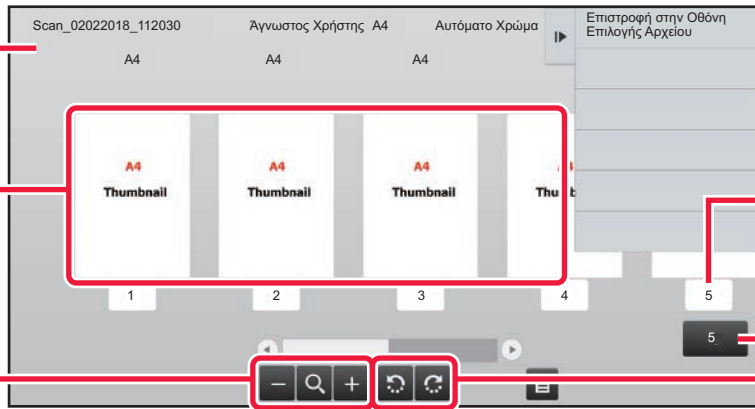 Scan_02022018_112030 Άγνωστος Χρήστης A4 Αυτόματο Χρώμα
Επιστροφή στην Οθόνη
Επιλογής Αρχείου
A4 A4 A4
A4 A4 A4
Thumbnail Thumbnail Thumbnail Thu
1 2 3 4 5
5